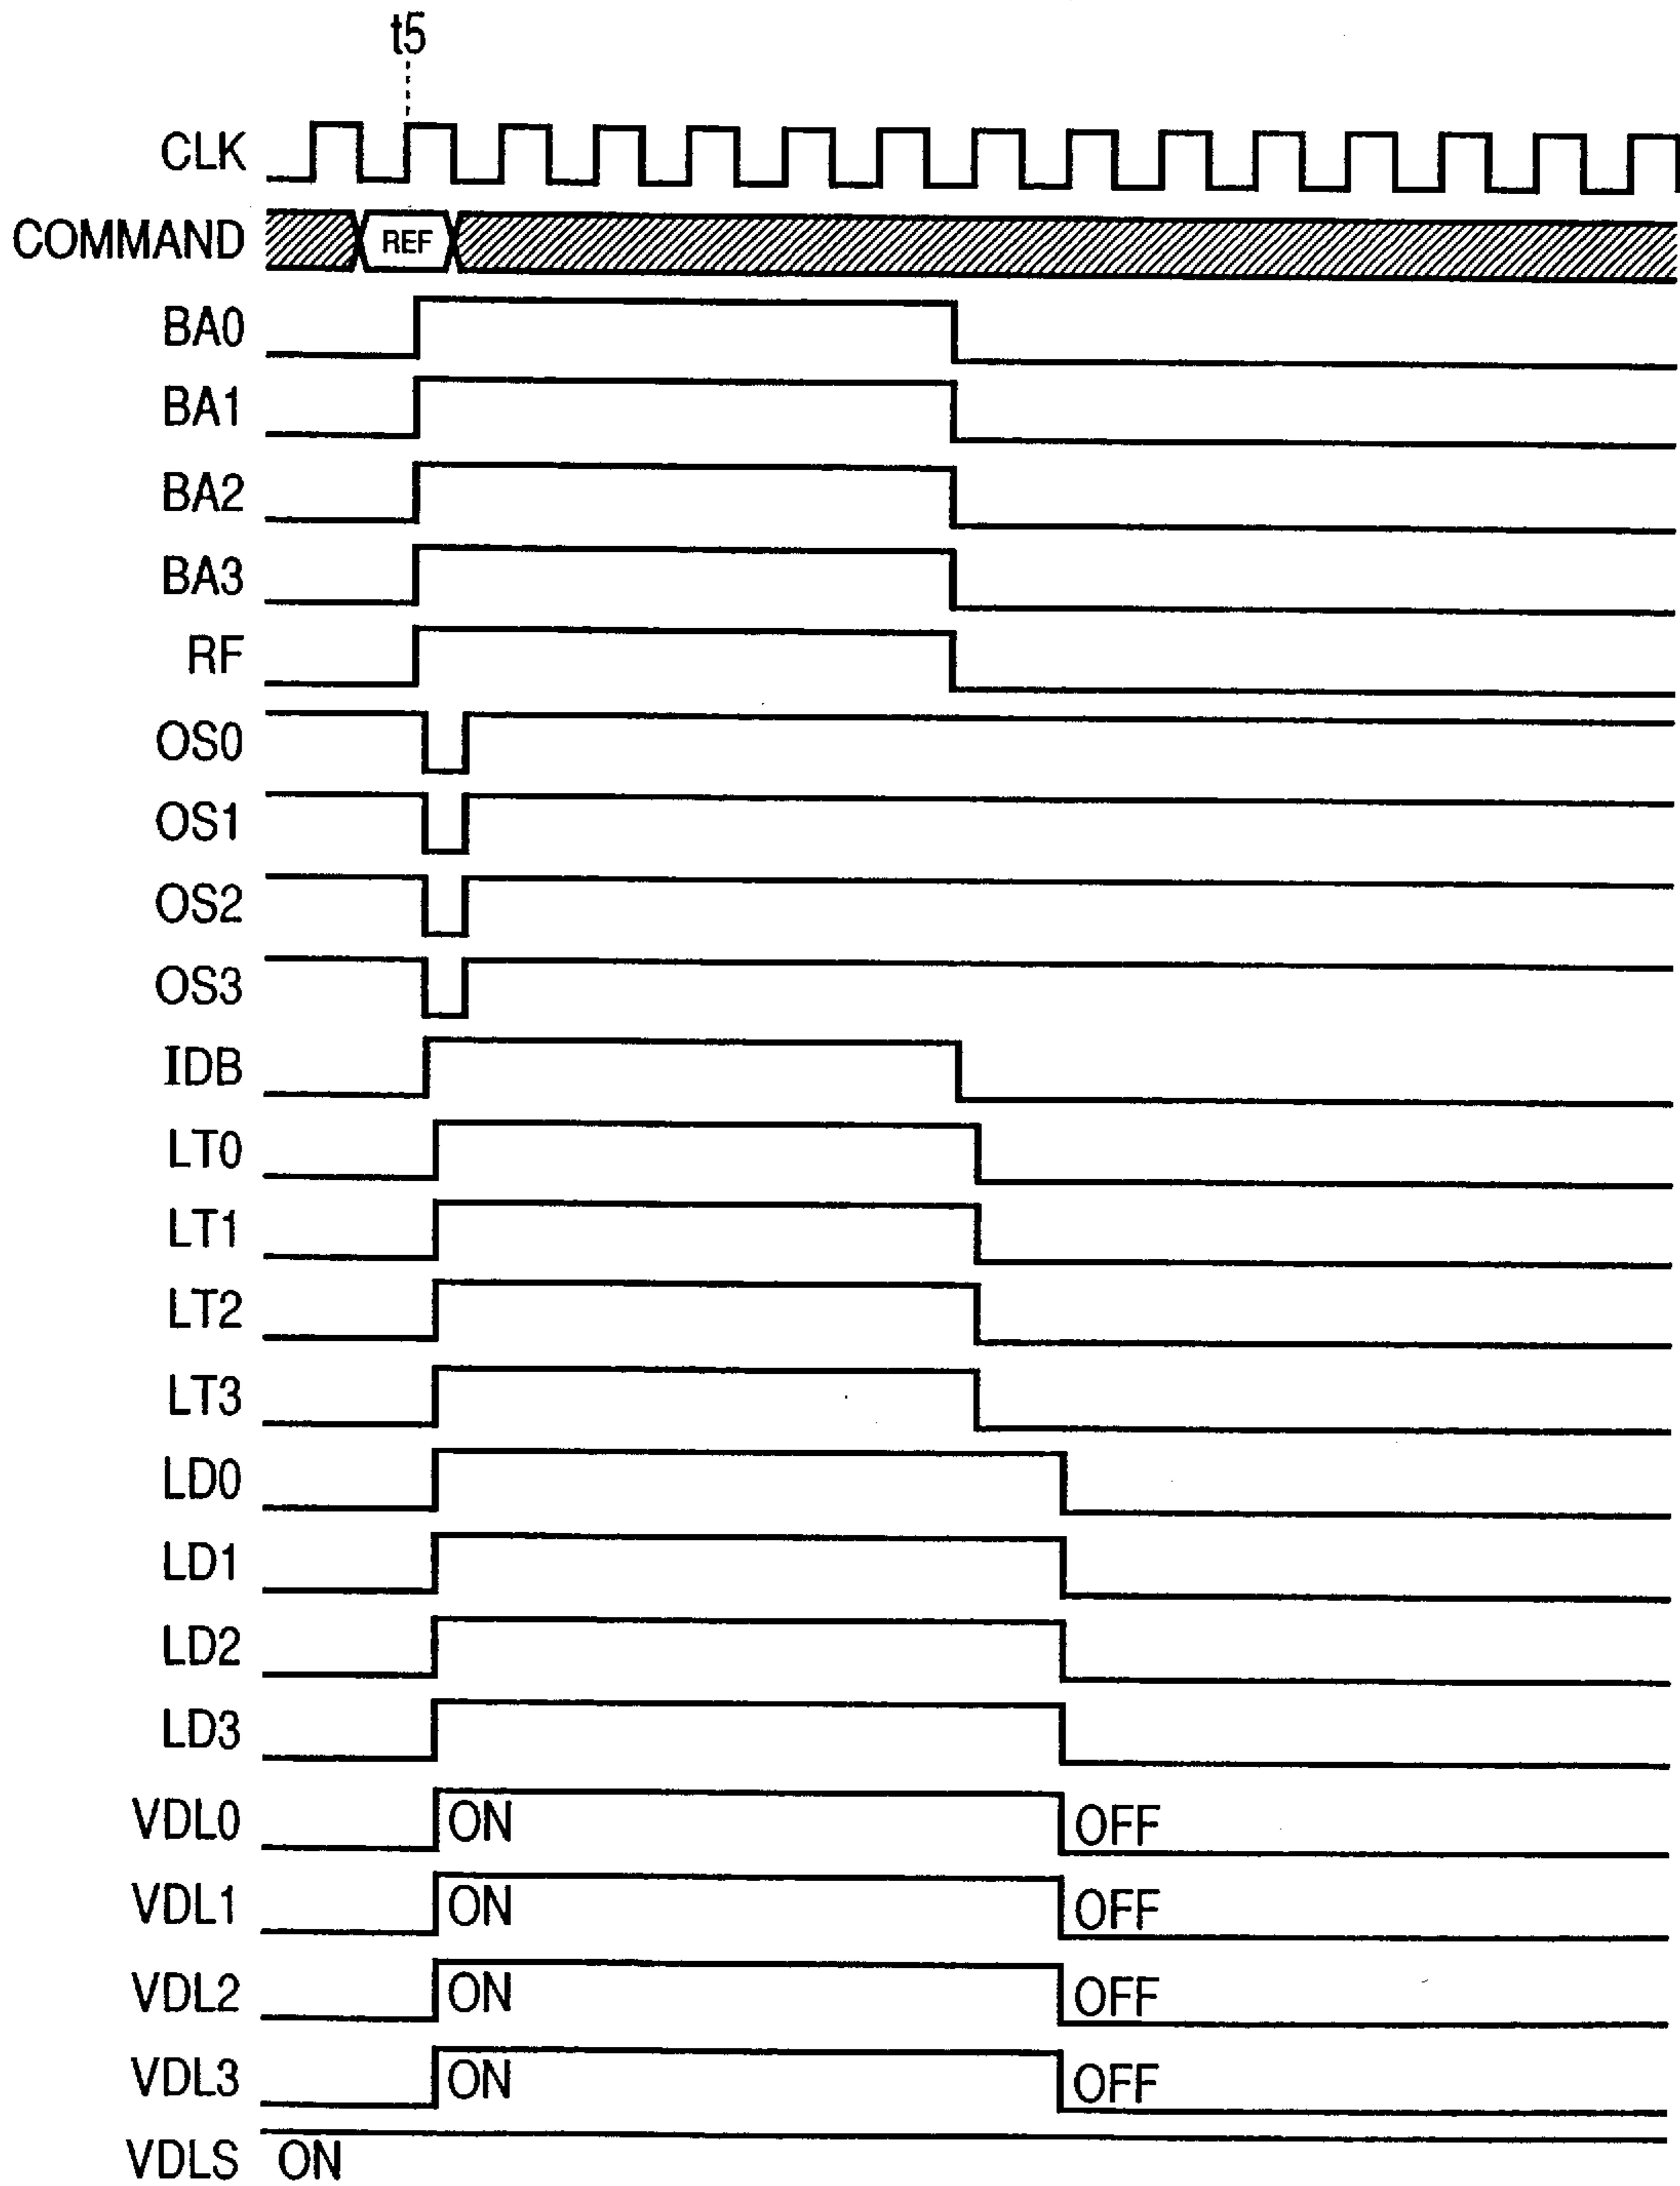 t5
CLK
COMMAND REF
BA0
BA1
BA2
BA3
RF
OS0
OS1
OS2
OS3
IDB
LT0
LT1
LT2
LT3
LD0
LD1
LD2
LD3
VDL0 ON OFF
VDL1 ON OFF
VDL2 ON OFF
VDL3 ON OFF
VDLS ON